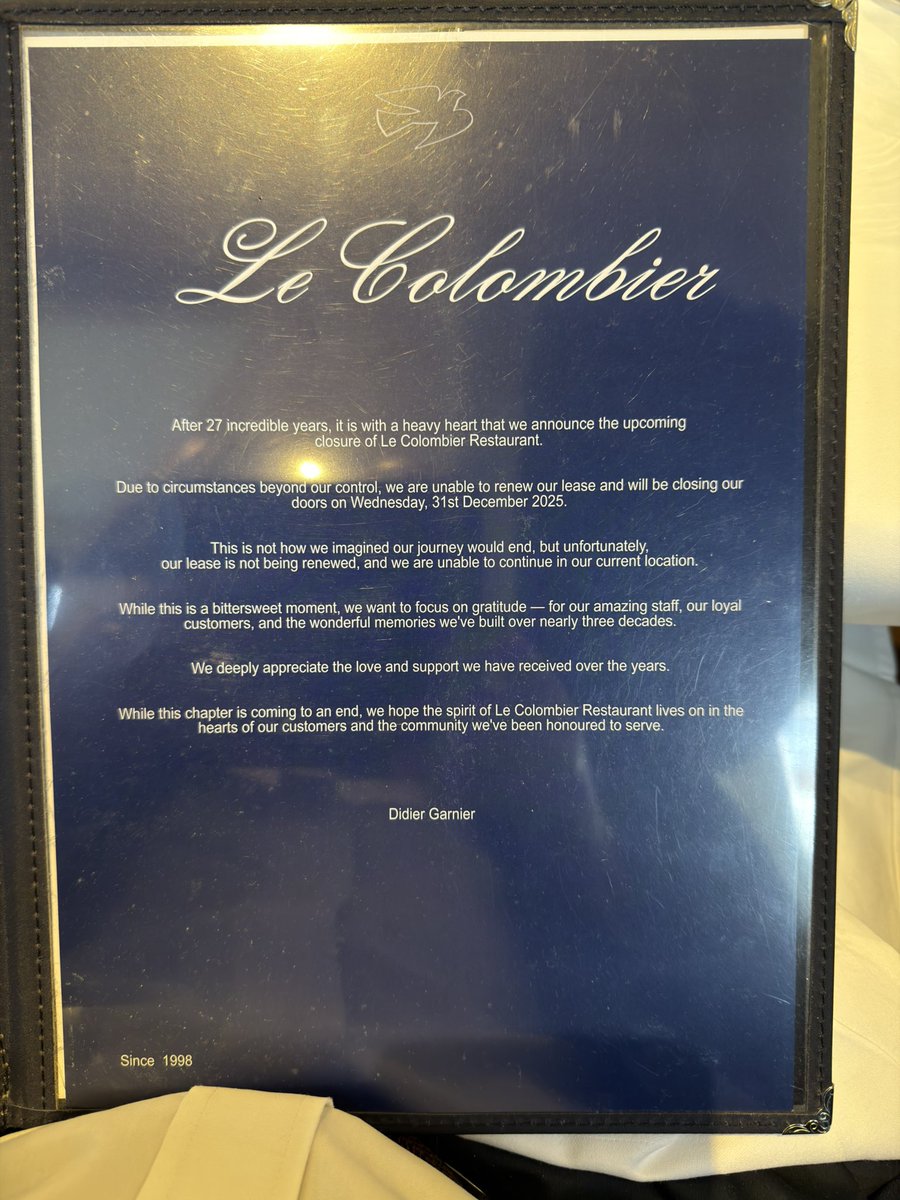 Le Colombier
After 27 incredible years, it is with a heavy heart that we announce the upcoming
closure of Le Colombier Restaurant.
Due to circumstances beyond our control, we are unable to renew our lease and will be closing our
doors on Wednesday, 31st December 2025.
This is not how we imagined our journey would end, but unfortunately,
our lease is not being renewed, and we are unable to continue in our current location.
While this is a bittersweet moment, we want to focus on gratitude — for our amazing staff, our loyal
customers, and the wonderful memories we've built over nearly three decades.
We deeply appreciate the love and support we have received over the years.
While this chapter is coming to an end, we hope the spirit of Le Colombier Restaurant lives on in the
hearts of our customers and the community we've been honoured to serve.
Didier Garnier
Since 1998